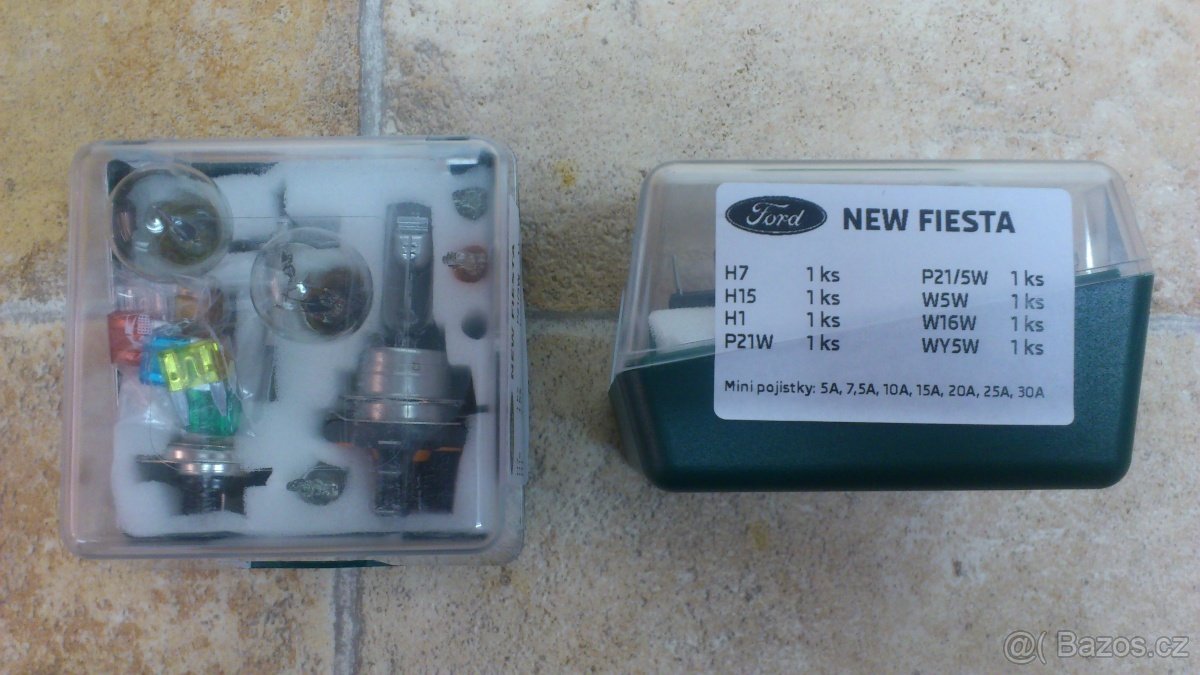 NEW FIESTA
Ford NEW FIESTA
H7 1 ks P21/5W 1 ks
H15 1 ks W5W 1 ks
H1 1 ks W16W 1 ks
P21W 1 ks WY5W 1 ks
Mini pojistky: 5A, 7,5A, 10A, 15A, 20A, 25A, 30A
@( Bazos.cz